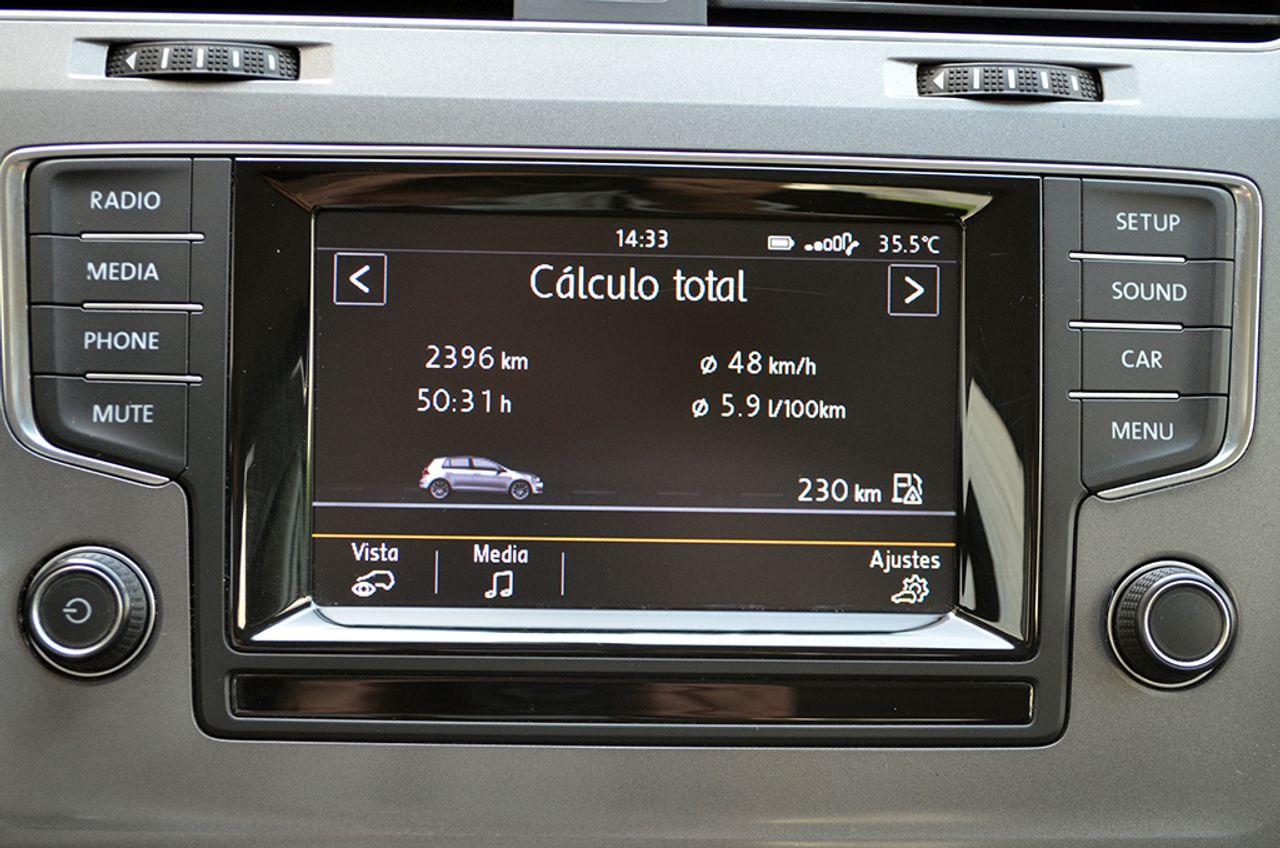 RADIO
MEDIA
PHONE
MUTE
14:33 35.5°C
< Cálculo total >
2396 km ø 48 km/h
50:31 h ø 5.9 l/100km
230 km
Vista Media Ajustes
SETUP
SOUND
CAR
MENU